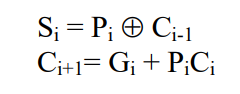 Sᵢ = Pᵢ ⊕ Cᵢ₋₁
Cᵢ₊₁= Gᵢ + PᵢCᵢ